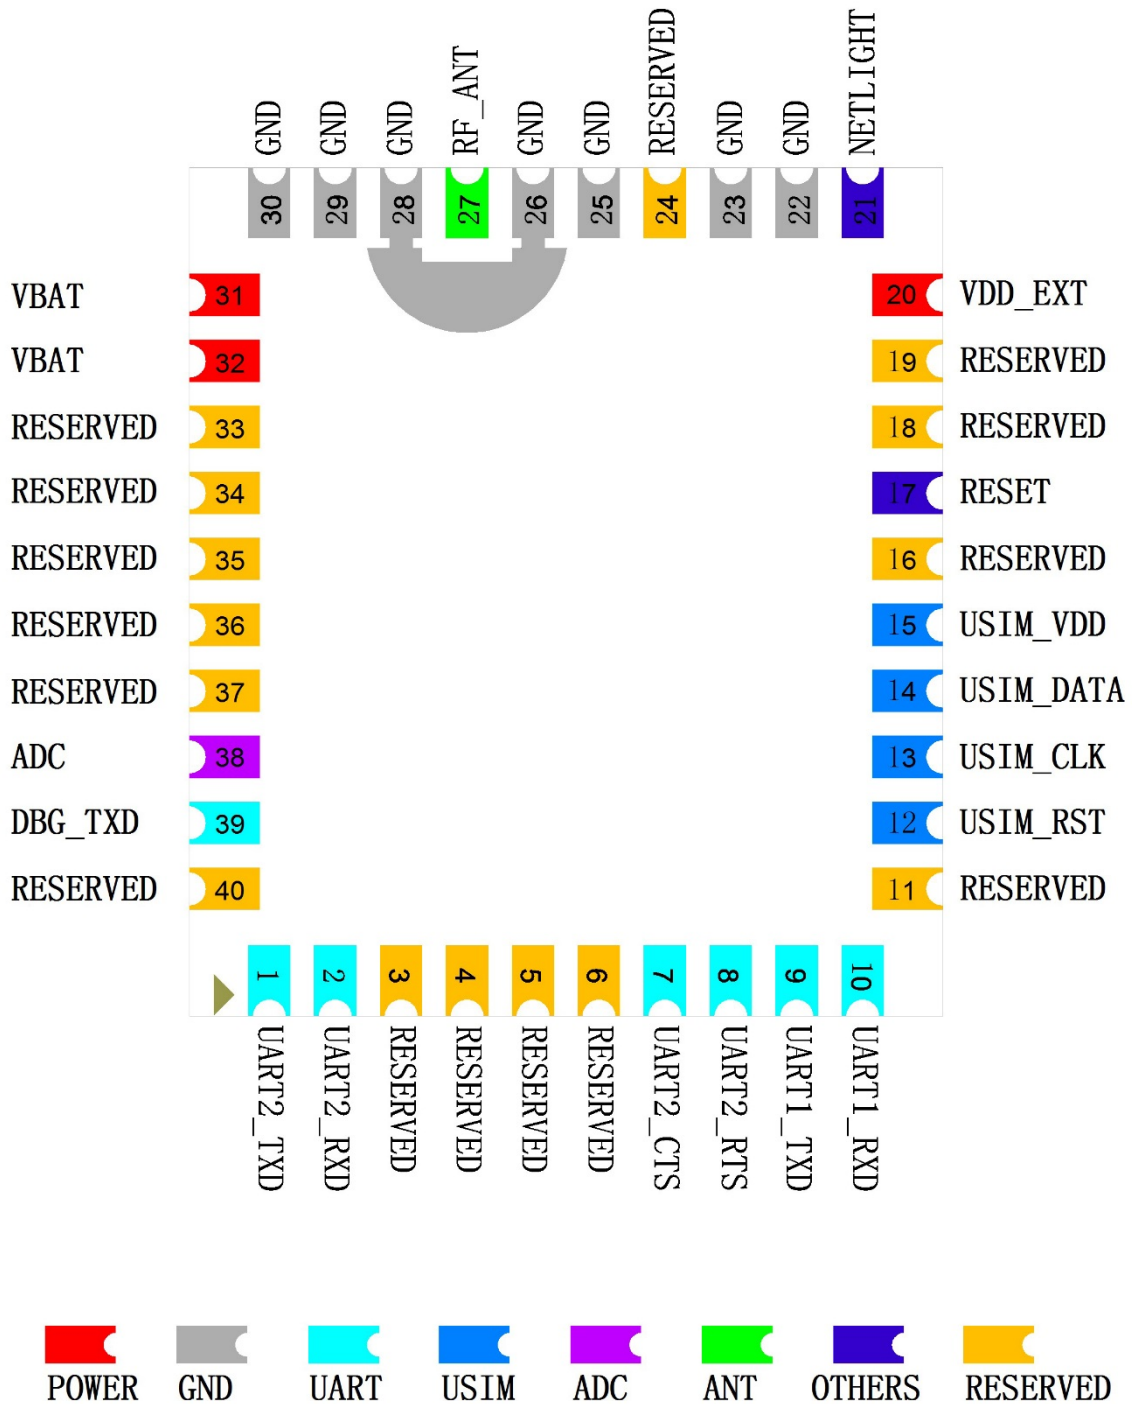 GND GND GND RF_ANT GND GND RESERVED GND GND NETLIGHT
30 29 28 27 26 25 24 23 22 21
VBAT 31 20 VDD_EXT
VBAT 32 19 RESERVED
RESERVED 33 18 RESERVED
RESERVED 34 17 RESET
RESERVED 35 16 RESERVED
RESERVED 36 15 USIM_VDD
RESERVED 37 14 USIM_DATA
ADC 38 13 USIM_CLK
DBG_TXD 39 12 USIM_RST
RESERVED 40 11 RESERVED
1 2 3 4 5 6 7 8 9 10
UART2_TXD UART2_RXD RESERVED RESERVED RESERVED RESERVED UART2_CTS UART2_RTS UART1_TXD UART1_RXD
POWER GND UART USIM ADC ANT OTHERS RESERVED